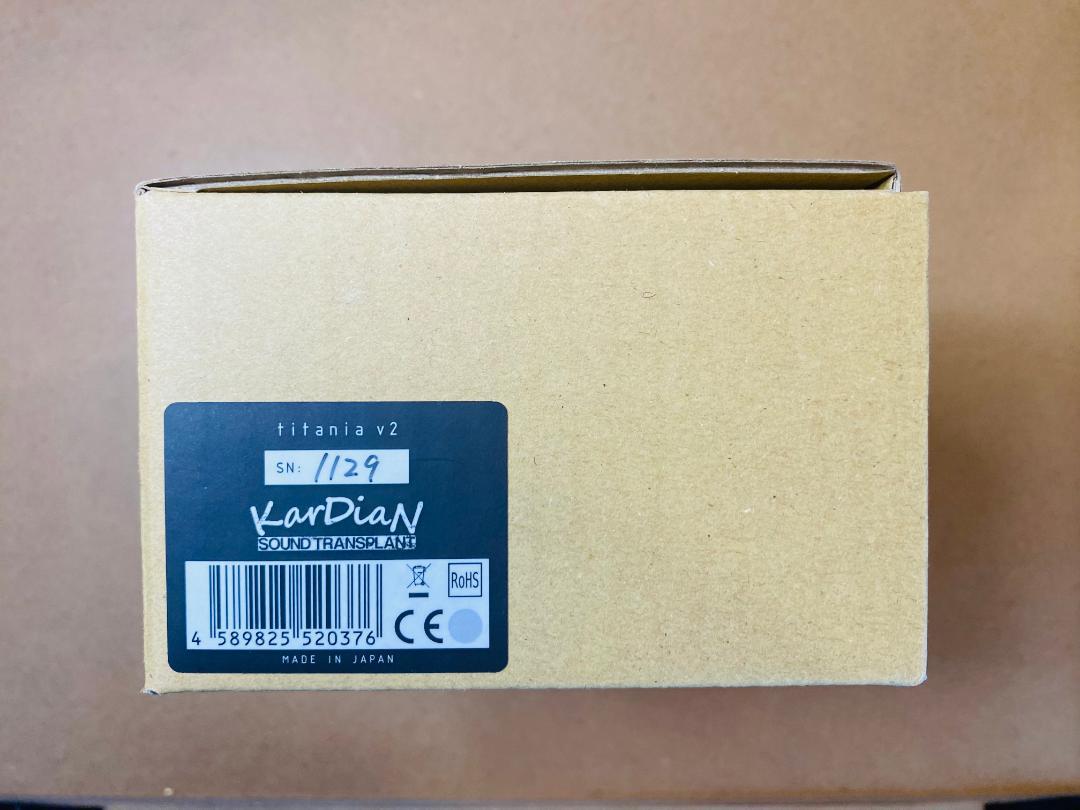 titania v2
SN: 1129
KarDiaN
SOUND TRANSPLANT
RoHS
CE
4 589825 520376
MADE IN JAPAN